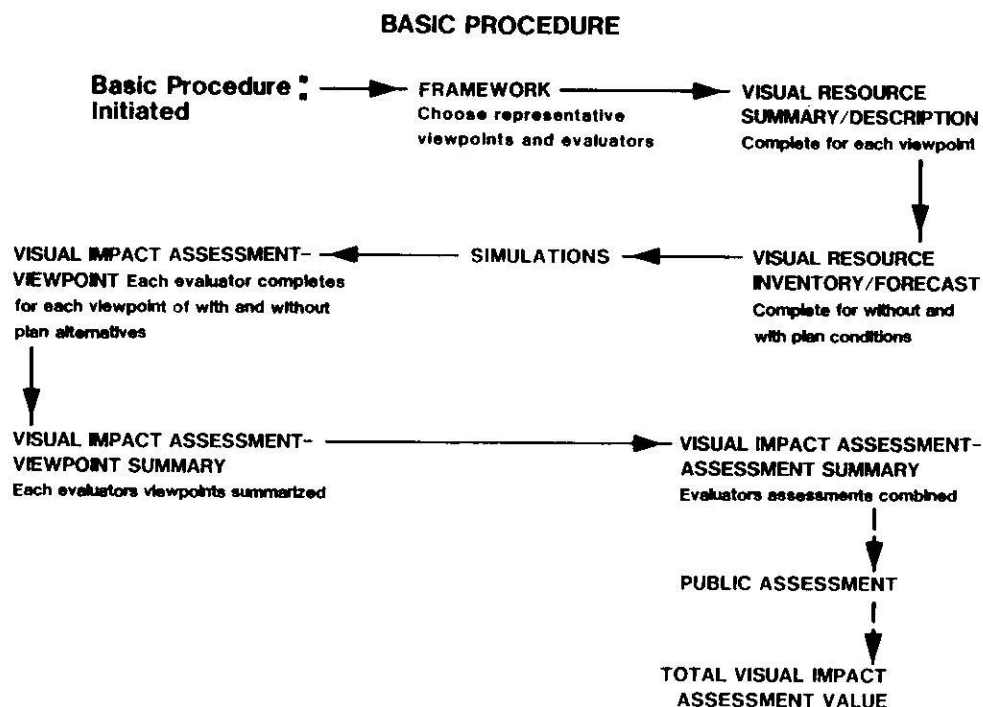 BASIC PROCEDURE
Basic Procedure :
Initiated
FRAMEWORK
Choose representative
viewpoints and evaluators
VISUAL RESOURCE
SUMMARY/DESCRIPTION
Complete for each viewpoint
VISUAL RESOURCE
INVENTORY/FORECAST
Complete for without and
with plan conditions
SIMULATIONS
VISUAL IMPACT ASSESSMENT-
VIEWPOINT Each evaluator completes
for each viewpoint of with and without
plan alternatives
VISUAL IMPACT ASSESSMENT-
VIEWPOINT SUMMARY
Each evaluators viewpoints summarized
VISUAL IMPACT ASSESSMENT-
ASSESSMENT SUMMARY
Evaluators assessments combined
PUBLIC ASSESSMENT
TOTAL VISUAL IMPACT
ASSESSMENT VALUE